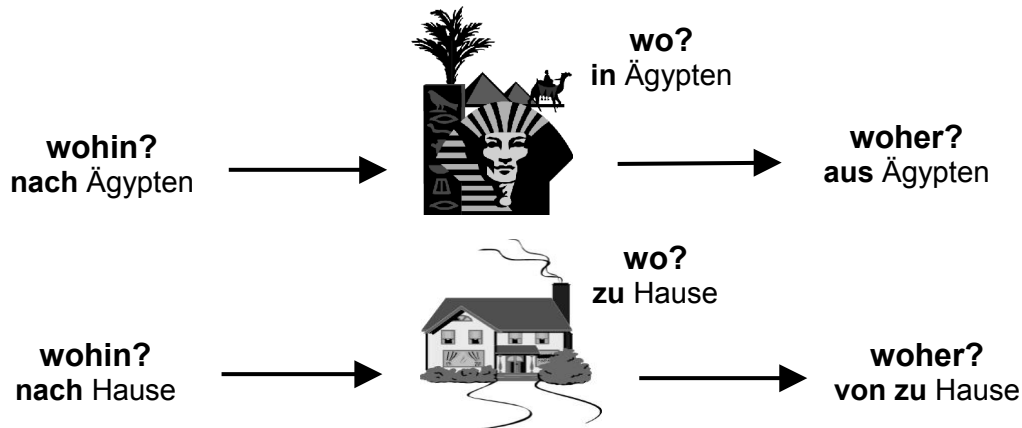 wo?
in Ägypten
wohin?
nach Ägypten
woher?
aus Ägypten
wo?
zu Hause
wohin?
nach Hause
woher?
von zu Hause